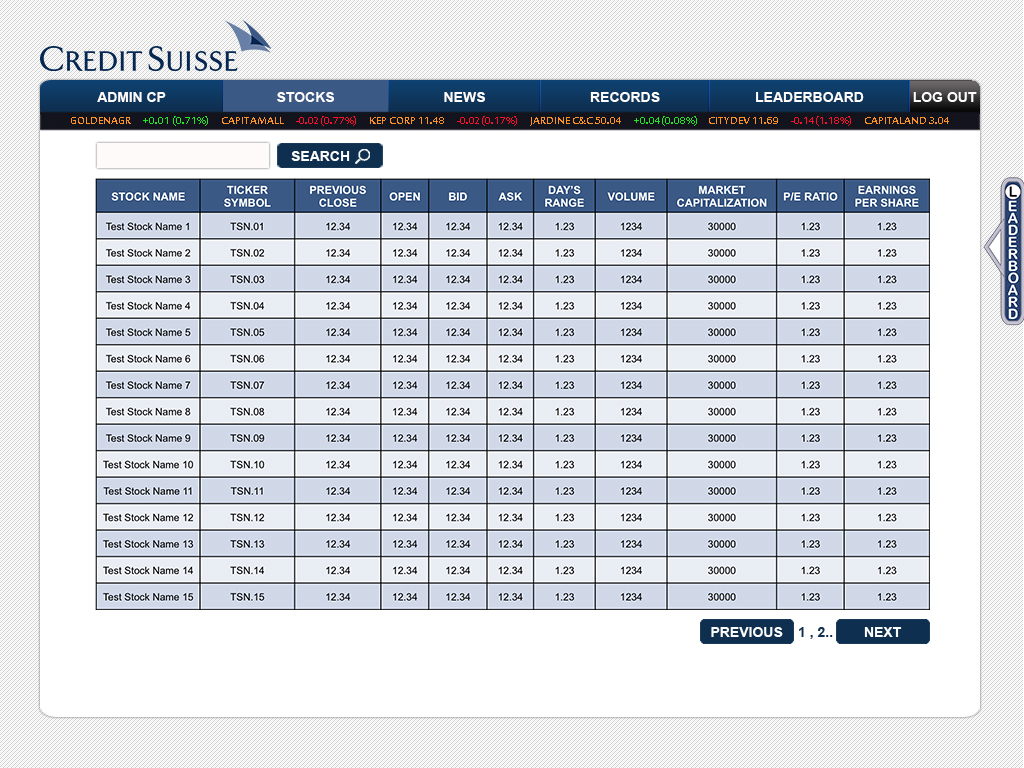 CREDIT SUISSE
ADMIN CP STOCKS NEWS RECORDS LEADERBOARD LOG OUT
GOLDENAGR +0.01 (0.71%) CAPITAMALL -0.02 (0.77%) KEP CORP 11.48 -0.02 (0.17%) JARDINE C&C 50.04 +0.04 (0.08%) CITYDEV 11.69 -0.14 (1.18%) CAPITALAND 3.04
SEARCH
STOCK NAME TICKER SYMBOL PREVIOUS CLOSE OPEN BID ASK DAY'S RANGE VOLUME MARKET CAPITALIZATION P/E RATIO EARNINGS PER SHARE
Test Stock Name 1 TSN.01 12.34 12.34 12.34 12.34 1.23 1234 30000 1.23 1.23
Test Stock Name 2 TSN.02 12.34 12.34 12.34 12.34 1.23 1234 30000 1.23 1.23
Test Stock Name 3 TSN.03 12.34 12.34 12.34 12.34 1.23 1234 30000 1.23 1.23
Test Stock Name 4 TSN.04 12.34 12.34 12.34 12.34 1.23 1234 30000 1.23 1.23
Test Stock Name 5 TSN.05 12.34 12.34 12.34 12.34 1.23 1234 30000 1.23 1.23
Test Stock Name 6 TSN.06 12.34 12.34 12.34 12.34 1.23 1234 30000 1.23 1.23
Test Stock Name 7 TSN.07 12.34 12.34 12.34 12.34 1.23 1234 30000 1.23 1.23
Test Stock Name 8 TSN.08 12.34 12.34 12.34 12.34 1.23 1234 30000 1.23 1.23
Test Stock Name 9 TSN.09 12.34 12.34 12.34 12.34 1.23 1234 30000 1.23 1.23
Test Stock Name 10 TSN.10 12.34 12.34 12.34 12.34 1.23 1234 30000 1.23 1.23
Test Stock Name 11 TSN.11 12.34 12.34 12.34 12.34 1.23 1234 30000 1.23 1.23
Test Stock Name 12 TSN.12 12.34 12.34 12.34 12.34 1.23 1234 30000 1.23 1.23
Test Stock Name 13 TSN.13 12.34 12.34 12.34 12.34 1.23 1234 30000 1.23 1.23
Test Stock Name 14 TSN.14 12.34 12.34 12.34 12.34 1.23 1234 30000 1.23 1.23
Test Stock Name 15 TSN.15 12.34 12.34 12.34 12.34 1.23 1234 30000 1.23 1.23
PREVIOUS 1 , 2.. NEXT
LEADERBOARD